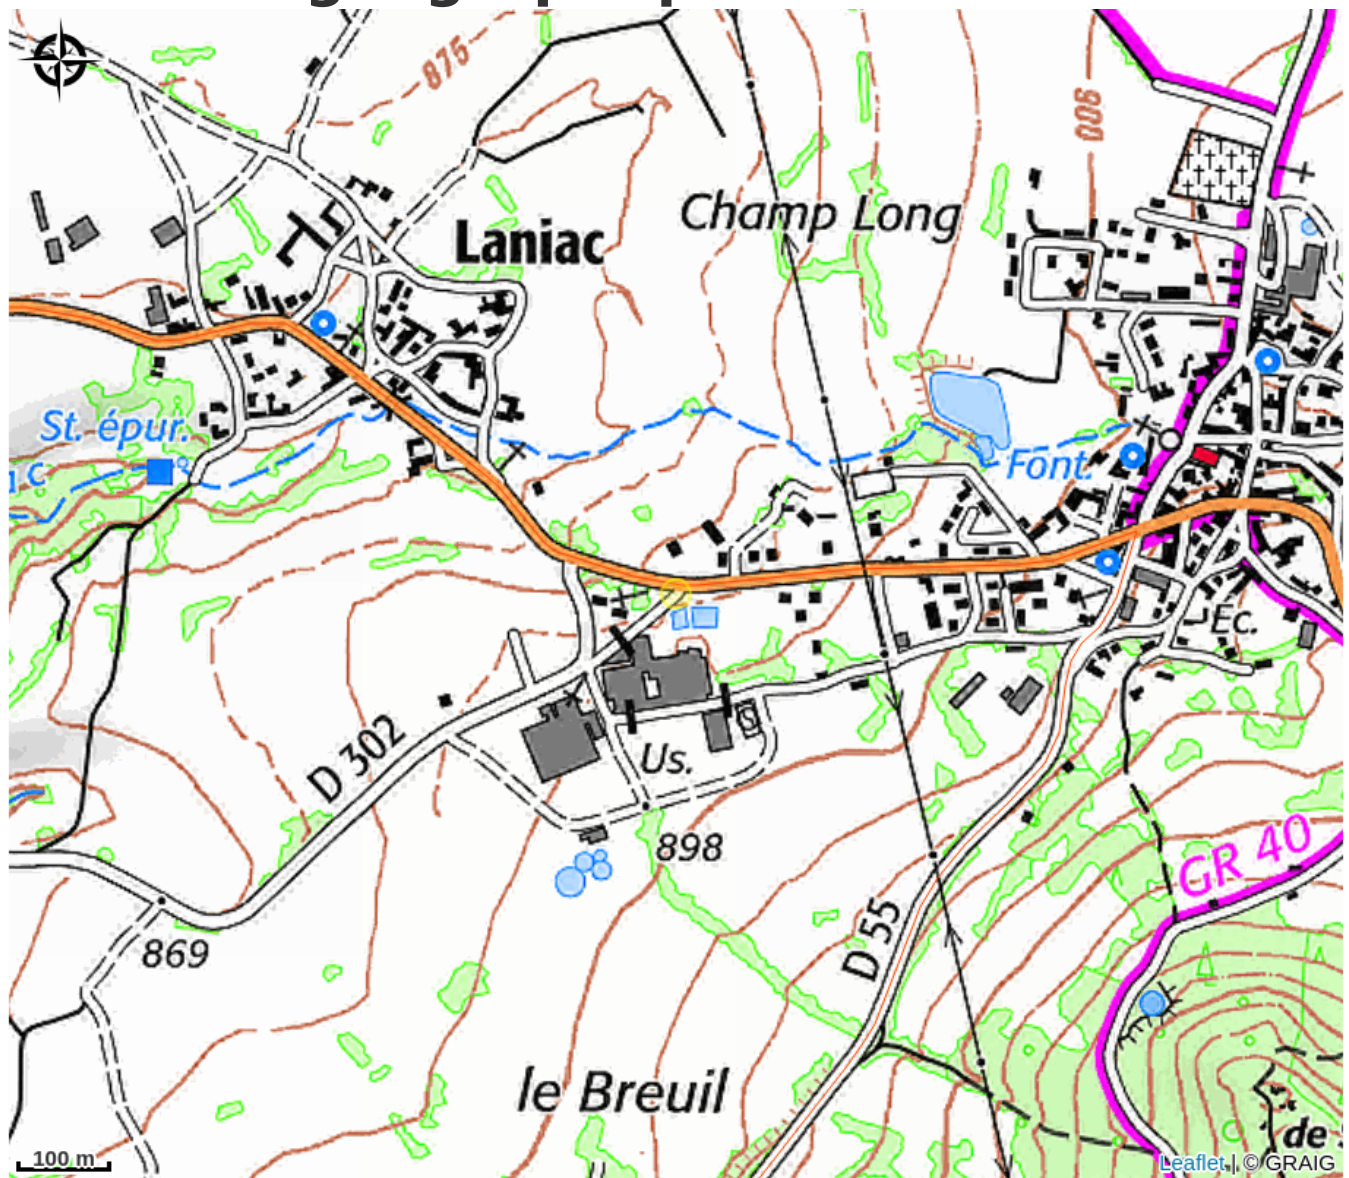 875
900
Champ Long
Laniac
St. épur.
Font.
Ec.
D 302
Us.
898
GR 40
D 55
869
le Breuil
de
100 m
Leaflet | © GRAIG